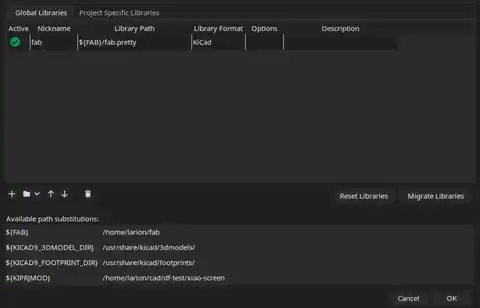 Global Libraries Project Specific Libraries
Active Nickname Library Path Library Format Options Description
fab ${FAB}/fab.pretty KiCad
Reset Libraries Migrate Libraries
Available path substitutions:
${FAB} /home/larion/fab
${KICAD9_3DMODEL_DIR} /usr/share/kicad/3dmodels/
${KICAD9_FOOTPRINT_DIR} /usr/share/kicad/footprints/
${KIPRJMOD} /home/larion/cad/df-test/xiao-screen
Cancel OK